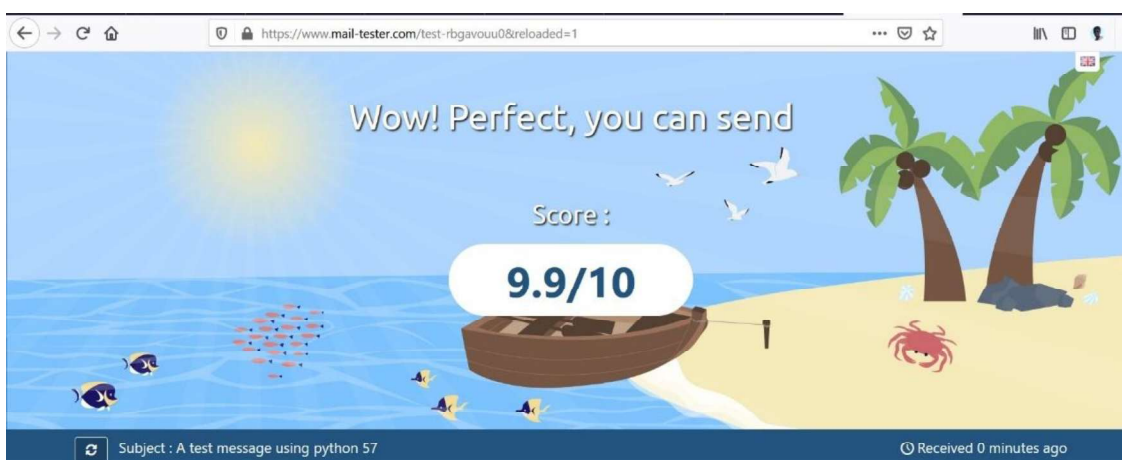 https://www.mail-tester.com/test-rbgavouu0&reloaded=1
Wow! Perfect, you can send
Score :
9.9/10
Subject : A test message using python 57
Received 0 minutes ago